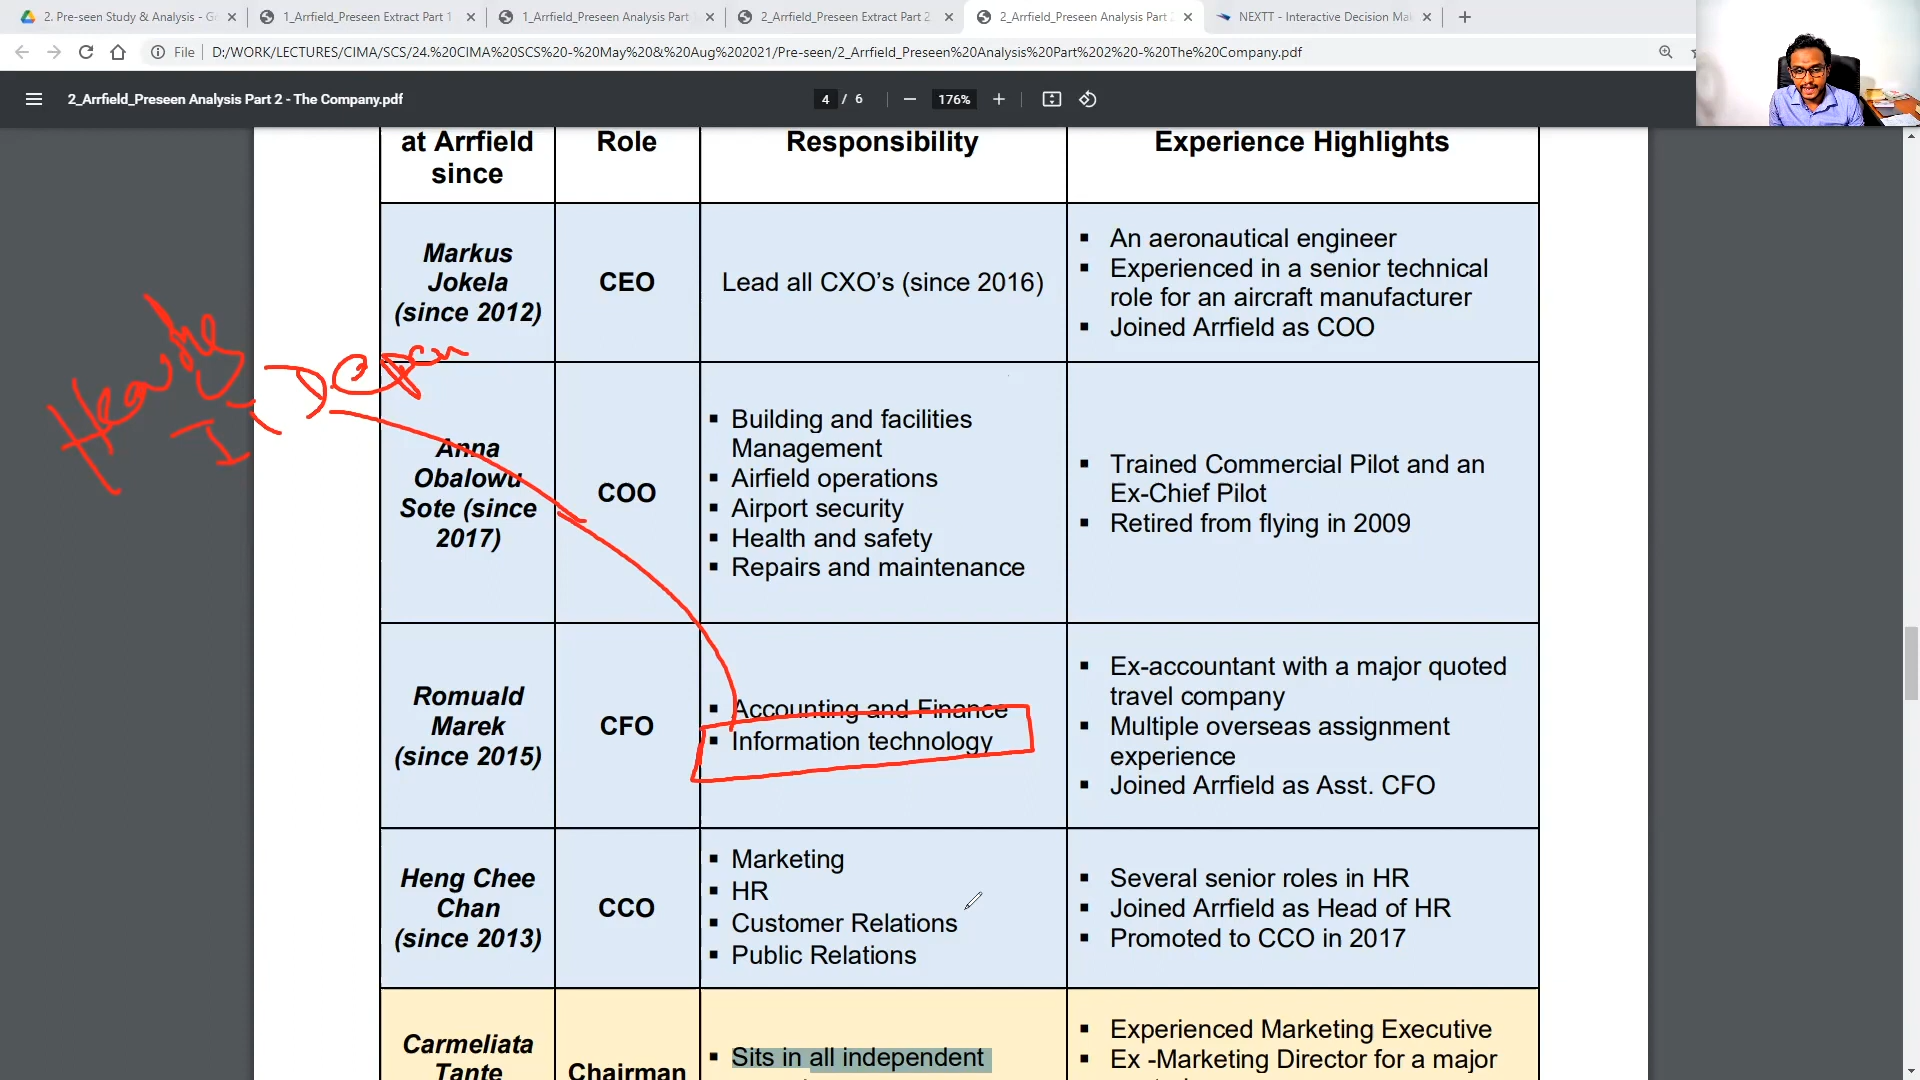 2. Pre-seen Study & Analysis - G
1_Arrfield_Preseen Extract Part 1
1_Arrfield_Preseen Analysis Part
2_Arrfield_Preseen Extract Part 2
2_Arrfield_Preseen Analysis Part
NEXTT - Interactive Decision Ma
File
D:/WORK/LECTURES/CIMA/SCS/24.%20CIMA%20SCS%20-%20May%20&%20Aug%202021/Pre-seen/2_Arrfield_Preseen%20Analysis%20Part%202%20-%20The%20Company.pdf
2_Arrfield_Preseen Analysis Part 2 - The Company.pdf
4 / 6
176%
at Arrfield
since
Role
Responsibility
Experience Highlights
Markus
Jokela
(since 2012)
CEO
Lead all CXO's (since 2016)
An aeronautical engineer
Experienced in a senior technical
role for an aircraft manufacturer
Joined Arrfield as COO
Anna
Obalowu
Sote (since
2017)
COO
Building and facilities
Management
Airfield operations
Airport security
Health and safety
Repairs and maintenance
Trained Commercial Pilot and an
Ex-Chief Pilot
Retired from flying in 2009
Romuald
Marek
(since 2015)
CFO
Accounting and Finance
Information technology
Ex-accountant with a major quoted
travel company
Multiple overseas assignment
experience
Joined Arrfield as Asst. CFO
Heng Chee
Chan
(since 2013)
CCO
Marketing
HR
Customer Relations
Public Relations
Several senior roles in HR
Joined Arrfield as Head of HR
Promoted to CCO in 2017
Carmeliata
Tante
Chairman
Sits in all independent
Experienced Marketing Executive
Ex -Marketing Director for a major